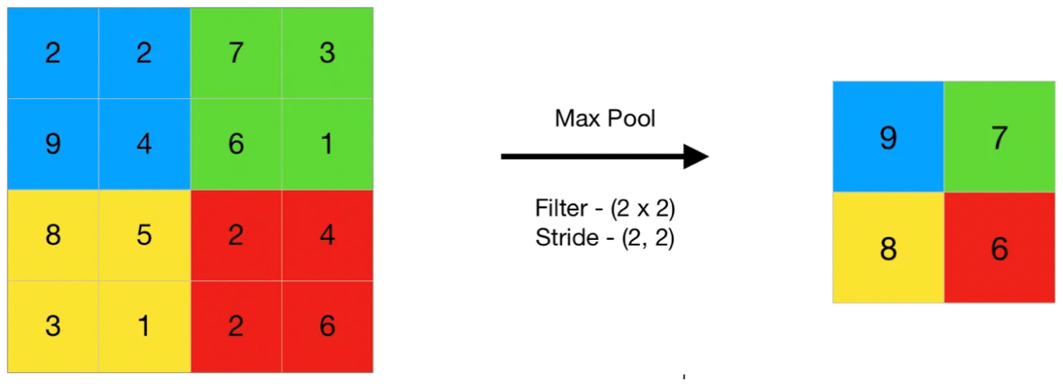 2 2 7 3
9 4 6 1
8 5 2 4
3 1 2 6
Max Pool
Filter - (2 x 2)
Stride - (2, 2)
9 7
8 6